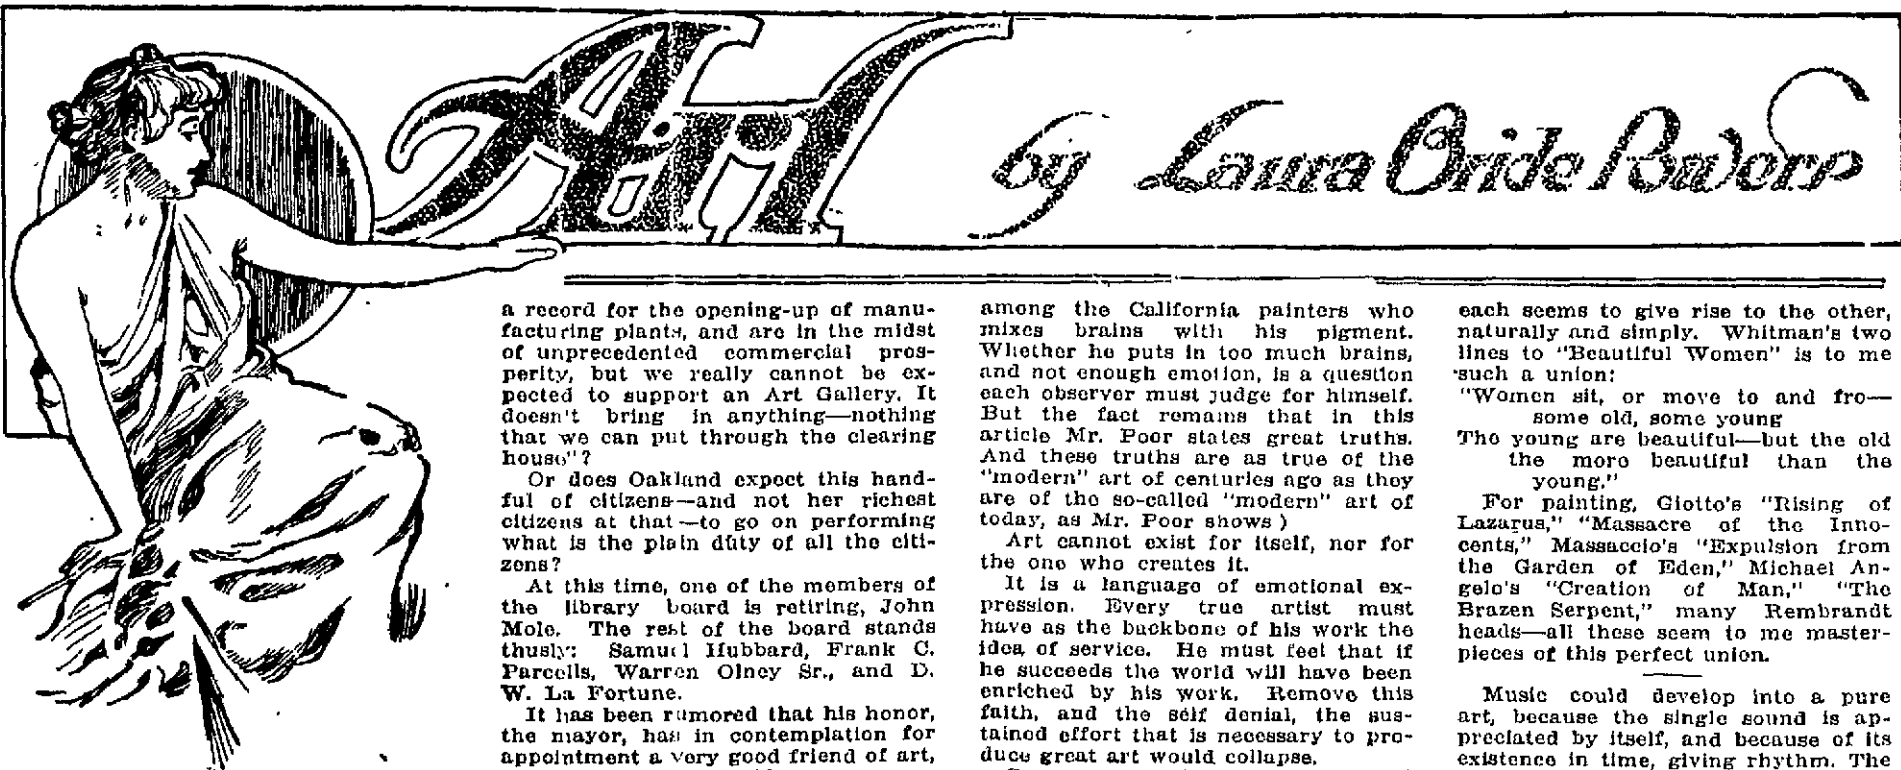 Art by Laura Bride Powers
a record for the opening-up of manu-
facturing plants, and are in the midst
of unprecedented commercial pros-
perity, but we really cannot be ex-
pected to support an Art Gallery. It
doesn't bring in anything—nothing
that we can put through the clearing
house"?
Or does Oakland expect this hand-
ful of citizens—and not her richest
citizens at that—to go on performing
what is the plain duty of all the citi-
zens?
At this time, one of the members of
the library board is retiring, John
Mole. The rest of the board stands
thusly: Samuel Hubbard, Frank C.
Parcells, Warren Olney Sr., and D.
W. La Fortune.
It has been rumored that his honor,
the mayor, has in contemplation for
appointment a very good friend of art,
among the California painters who
mixes brains with his pigment.
Whether he puts in too much brains,
and not enough emotion, is a question
each observer must judge for himself.
But the fact remains that in this
article Mr. Poor states great truths.
And these truths are as true of the
"modern" art of centuries ago as they
are of the so-called "modern" art of
today, as Mr. Poor shows)
Art cannot exist for itself, nor for
the one who creates it.
It is a language of emotional ex-
pression. Every true artist must
have as the backbone of his work the
idea of service. He must feel that if
he succeeds the world will have been
enriched by his work. Remove this
faith, and the self denial, the sus-
tained effort that is necessary to pro-
duce great art would collapse.
each seems to give rise to the other,
naturally and simply. Whitman's two
lines to "Beautiful Women" is to me
such a union:
"Women sit, or move to and fro—
some old, some young
The young are beautiful—but the old
the more beautiful than the
young."
For painting, Giotto's "Rising of
Lazarus," "Massacre of the Inno-
cents," Massaccio's "Expulsion from
the Garden of Eden," Michael An-
gelo's "Creation of Man," "The
Brazen Serpent," many Rembrandt
heads—all these seem to me master-
pieces of this perfect union.
Music could develop into a pure
art, because the single sound is ap-
preciated by itself, and because of its
existence in time, giving rhythm. The